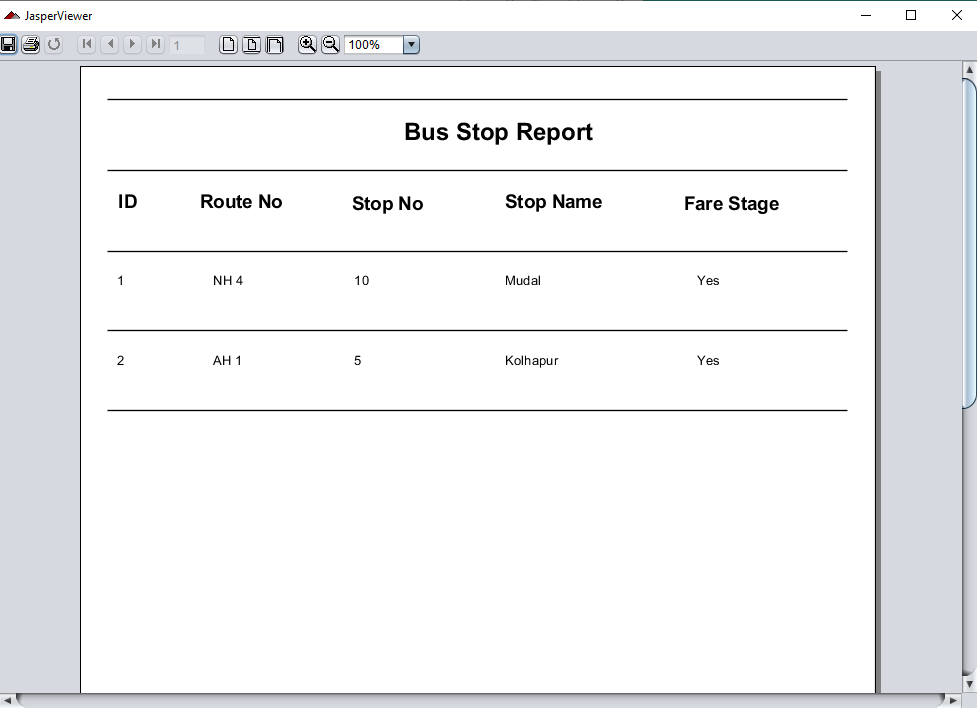 JasperViewer
1
100%
Bus Stop Report
ID Route No Stop No Stop Name Fare Stage
1 NH 4 10 Mudal Yes
2 AH 1 5 Kolhapur Yes